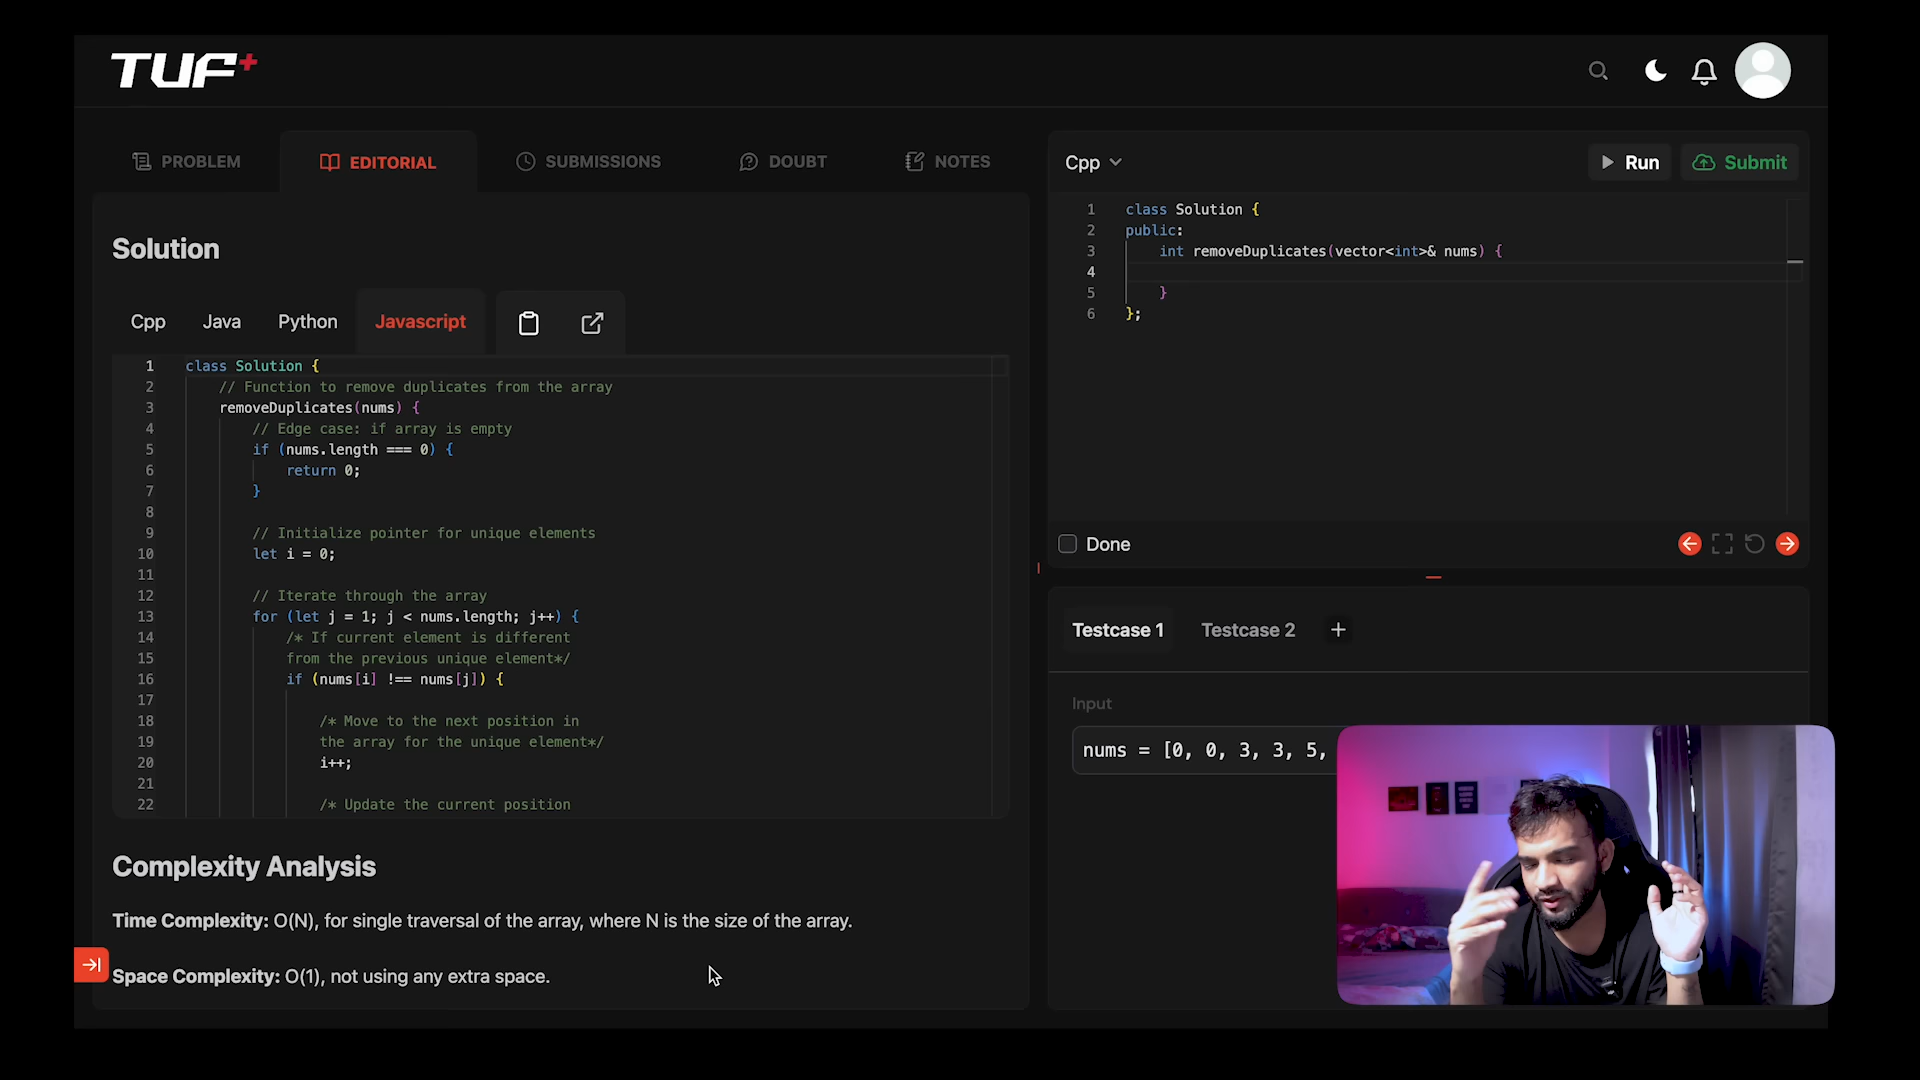 TUF+
PROBLEM
EDITORIAL
SUBMISSIONS
DOUBT
NOTES
Solution
Cpp
Java
Python
Javascript
1 class Solution {
2 // Function to remove duplicates from the array
3 removeDuplicates(nums) {
4 // Edge case: if array is empty
5 if (nums.length === 0) {
6 return 0;
7 }
8
9 // Initialize pointer for unique elements
10 let i = 0;
11
12 // Iterate through the array
13 for (let j = 1; j < nums.length; j++) {
14 /* If current element is different
15 from the previous unique element*/
16 if (nums[i] !== nums[j]) {
17
18 /* Move to the next position in
19 the array for the unique element*/
20 i++;
21
22 /* Update the current position
Complexity Analysis
Time Complexity: O(N), for single traversal of the array, where N is the size of the array.
Space Complexity: O(1), not using any extra space.
Cpp
Run
Submit
1 class Solution {
2 public:
3 int removeDuplicates(vector<int>& nums) {
4
5 }
6 };
Done
Testcase 1
Testcase 2
+
Input
nums = [0, 0, 3, 3, 5,